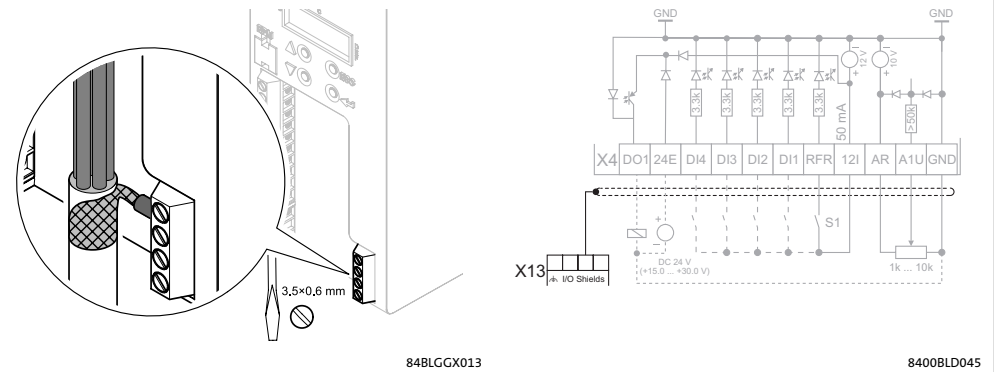 3.5×0.6 mm
84BLGGX013
GND GND
12 V 10 V
3.3k 3.3k 3.3k 3.3k 3.3k 50 mA >50k
X4 DO1 24E DI4 DI3 DI2 DI1 RFR 12I AR A1U GND
S1
DC 24 V
(+15.0 ... +30.0 V)
1k ... 10k
X13
I/O Shields
8400BLD045